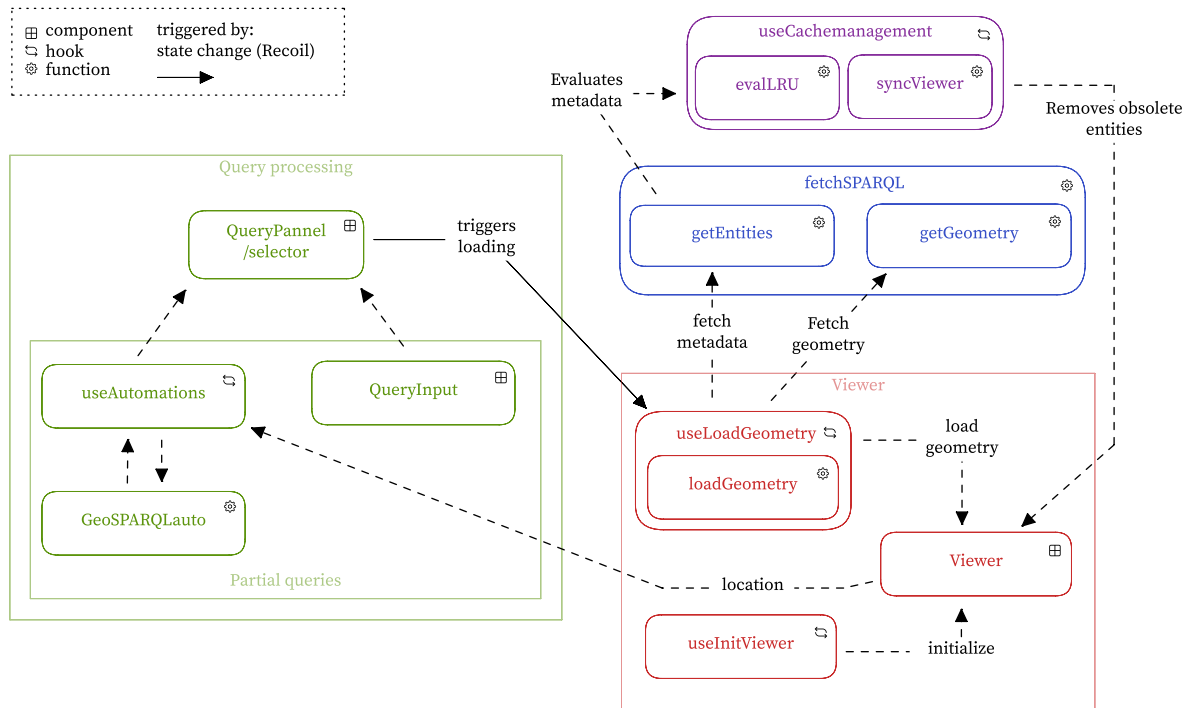 component
hook
function
triggered by:
state change (Recoil)
useCachemanagement
evalLRU
syncViewer
Evaluates
metadata
Removes obsolete
entities
Query processing
QueryPannel
/selector
triggers
loading
fetchSPARQL
getEntities
getGeometry
fetch
metadata
Fetch
geometry
useAutomations
QueryInput
GeoSPARQLauto
Partial queries
Viewer
useLoadGeometry
loadGeometry
load
geometry
Viewer
location
useInitViewer
initialize